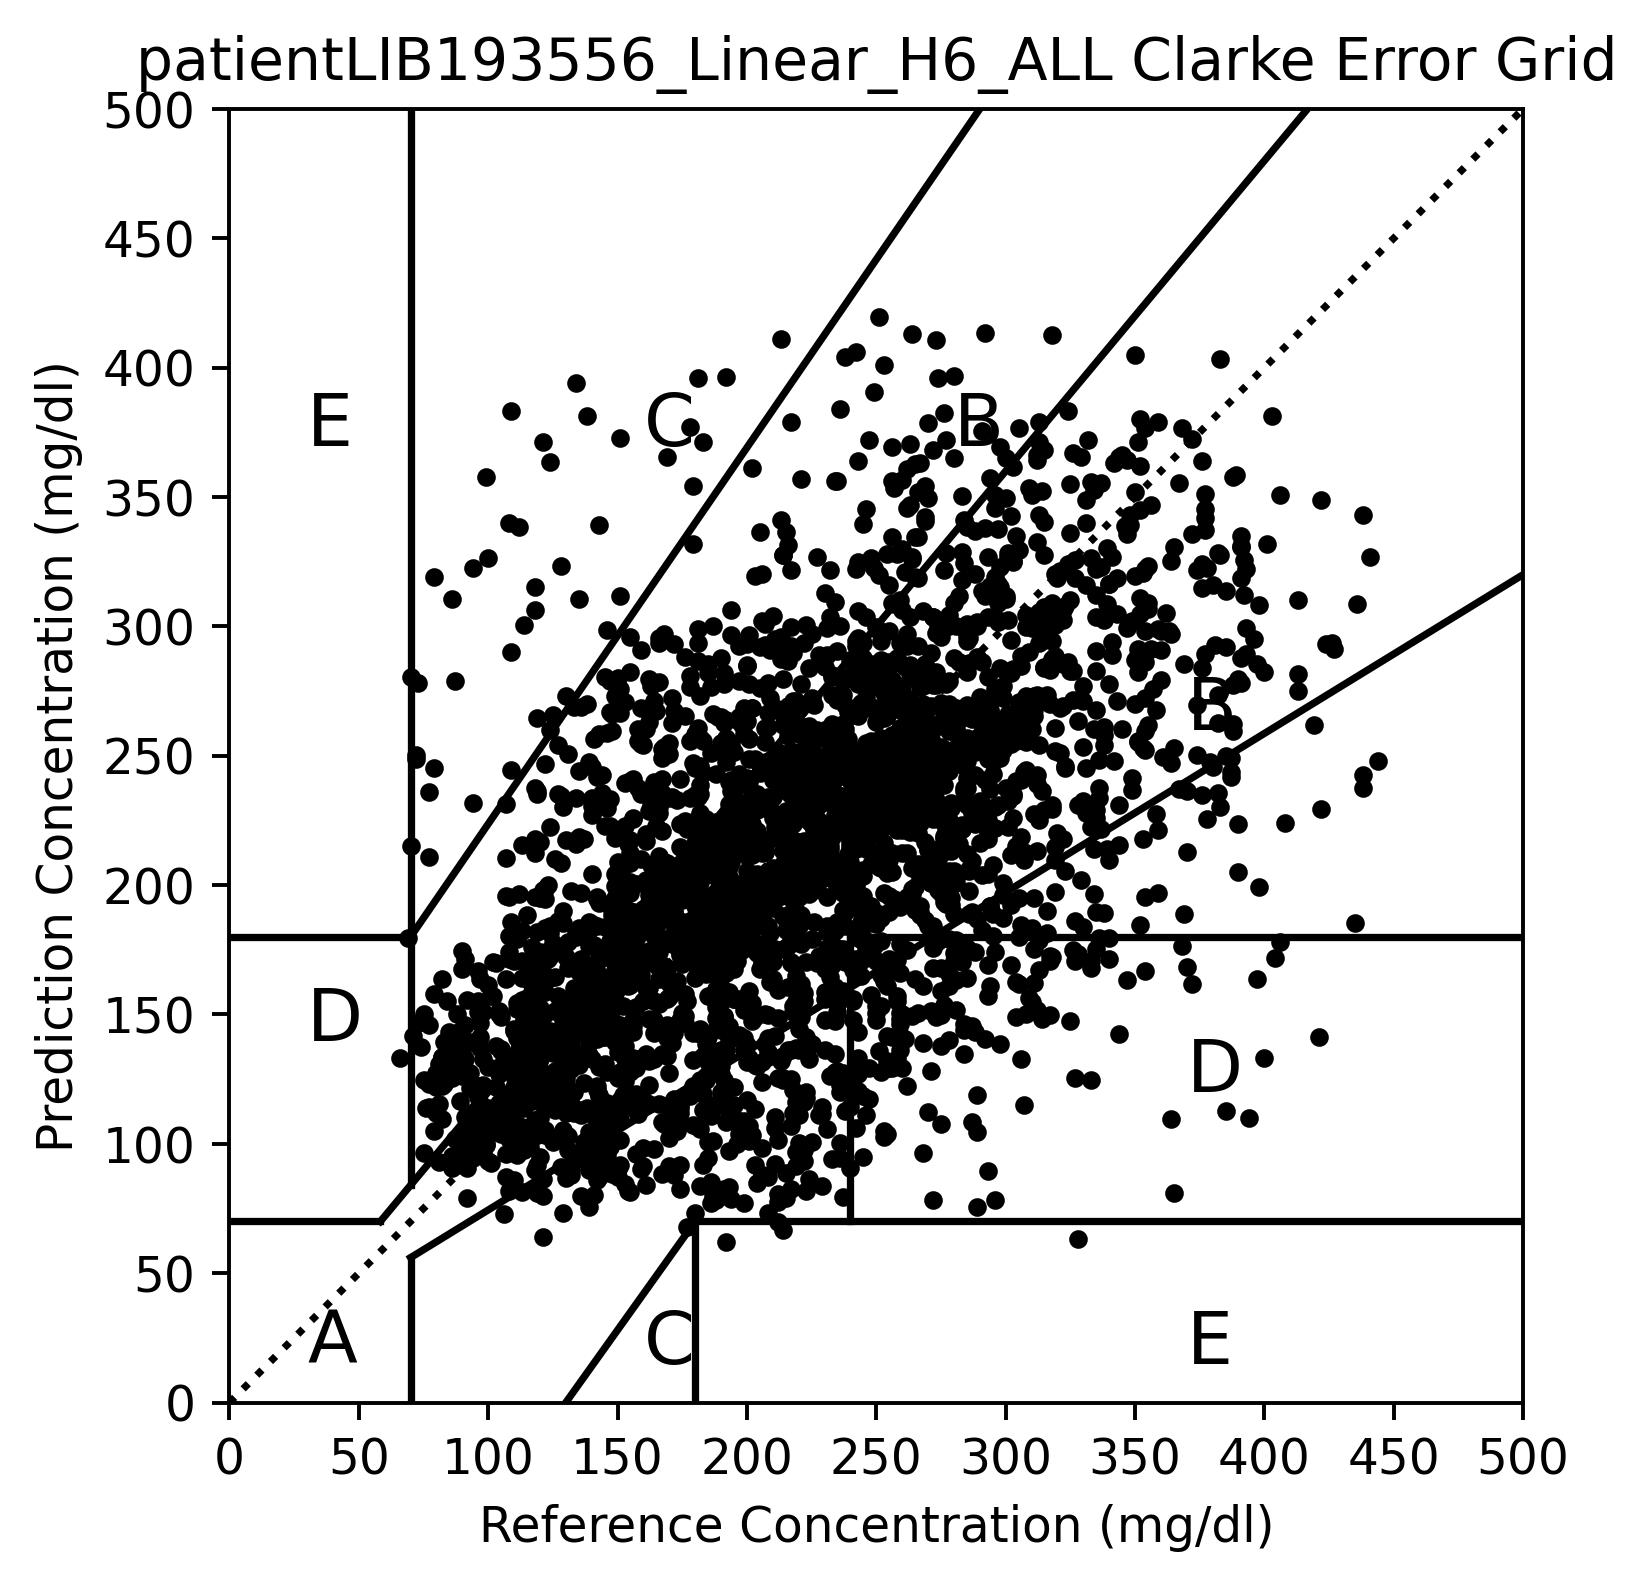 patientLIB193556_Linear_H6_ALL Clarke Error Grid
500
450
400
350
300
250
200
150
100
50
0
Prediction Concentration (mg/dl)
E
C
B
B
D
D
A
C
E
0 50 100 150 200 250 300 350 400 450 500
Reference Concentration (mg/dl)